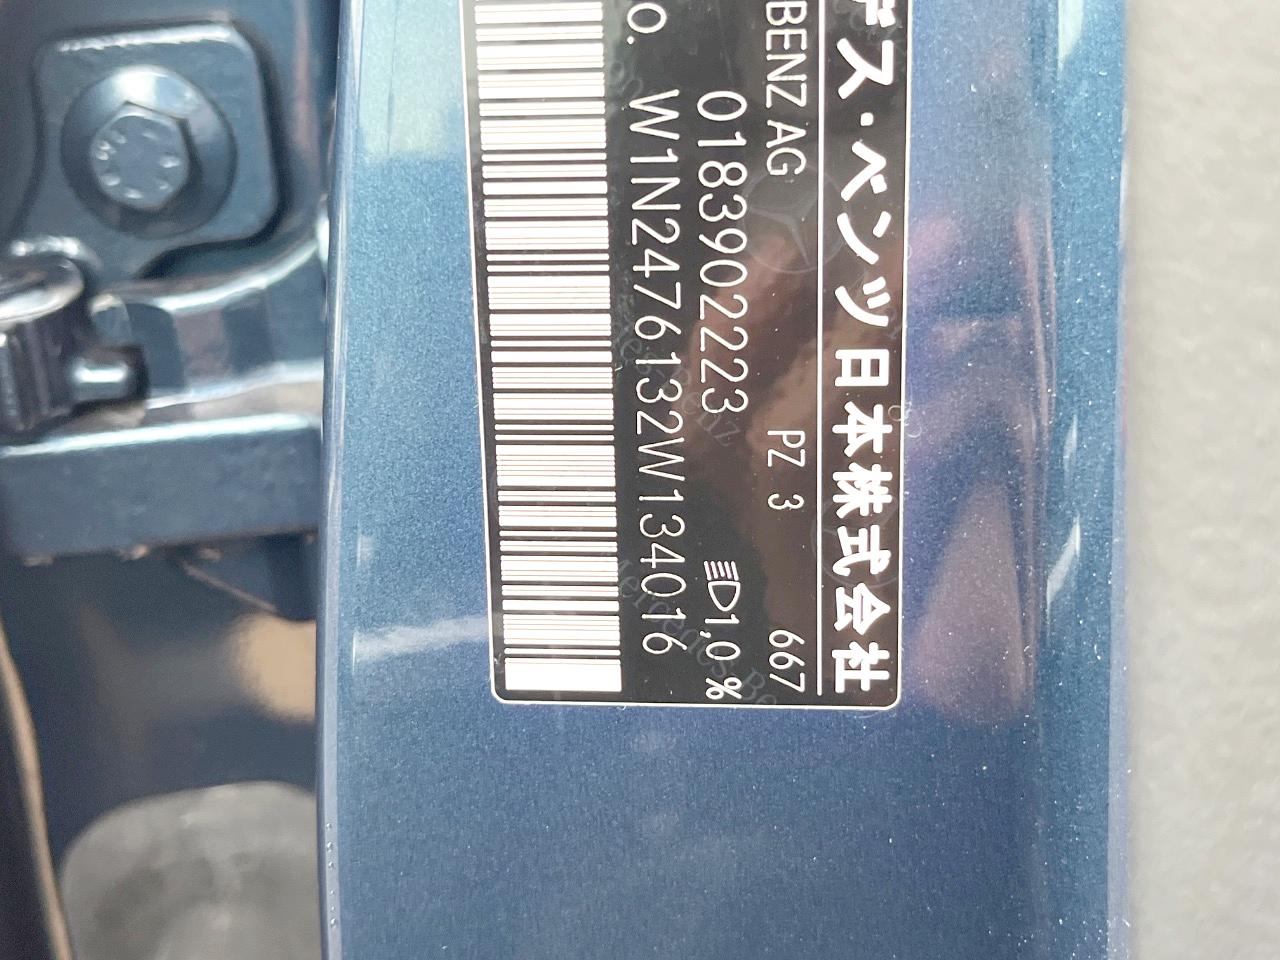 デス・ベンツ日本株式会社
BENZ AG PZ 3 667
0183902223 1,0%
O. W1N2476132W134016